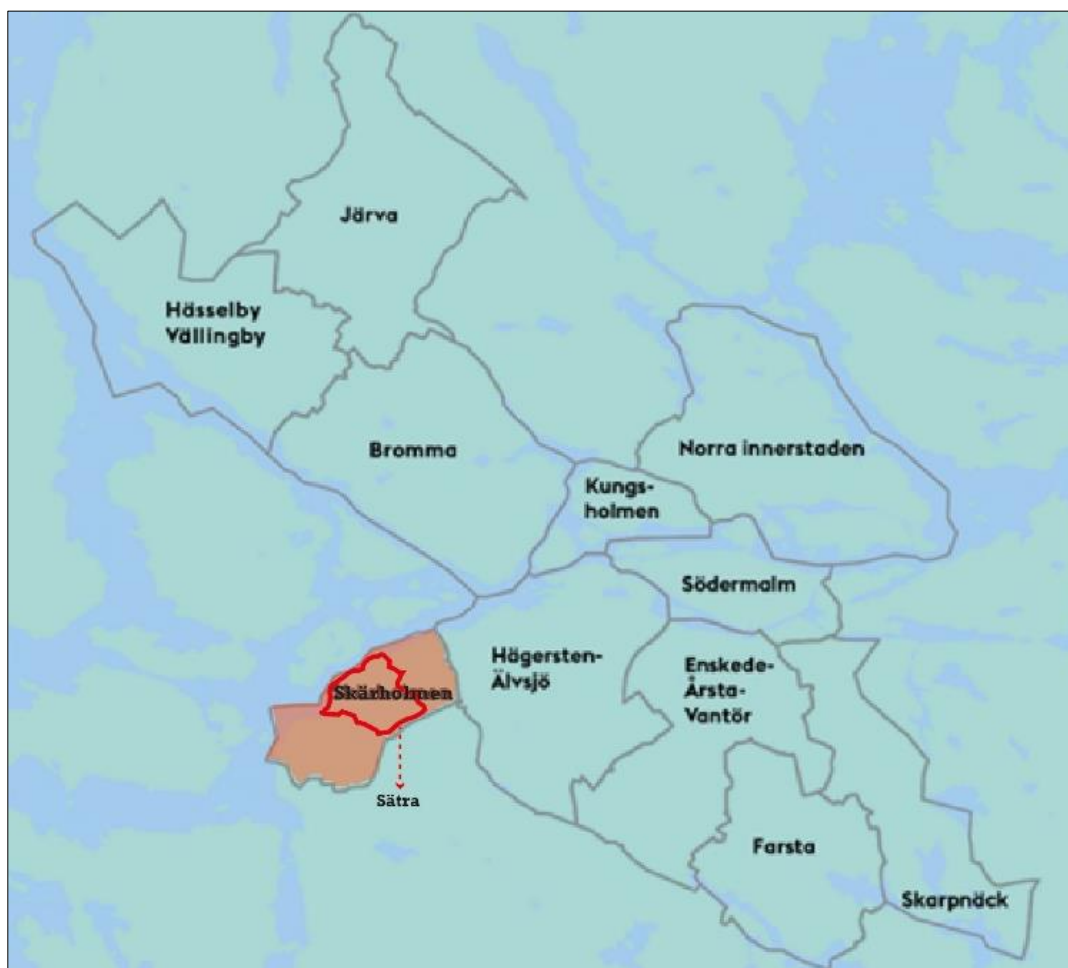 Järva
Hässelby
Vällingby
Bromma
Norra innerstaden
Kungs-
holmen
Södermalm
Hägersten-
Älvsjö
Enskede-
Årsta-
Vantör
Skärholmen
Sätra
Farsta
Skarpnäck